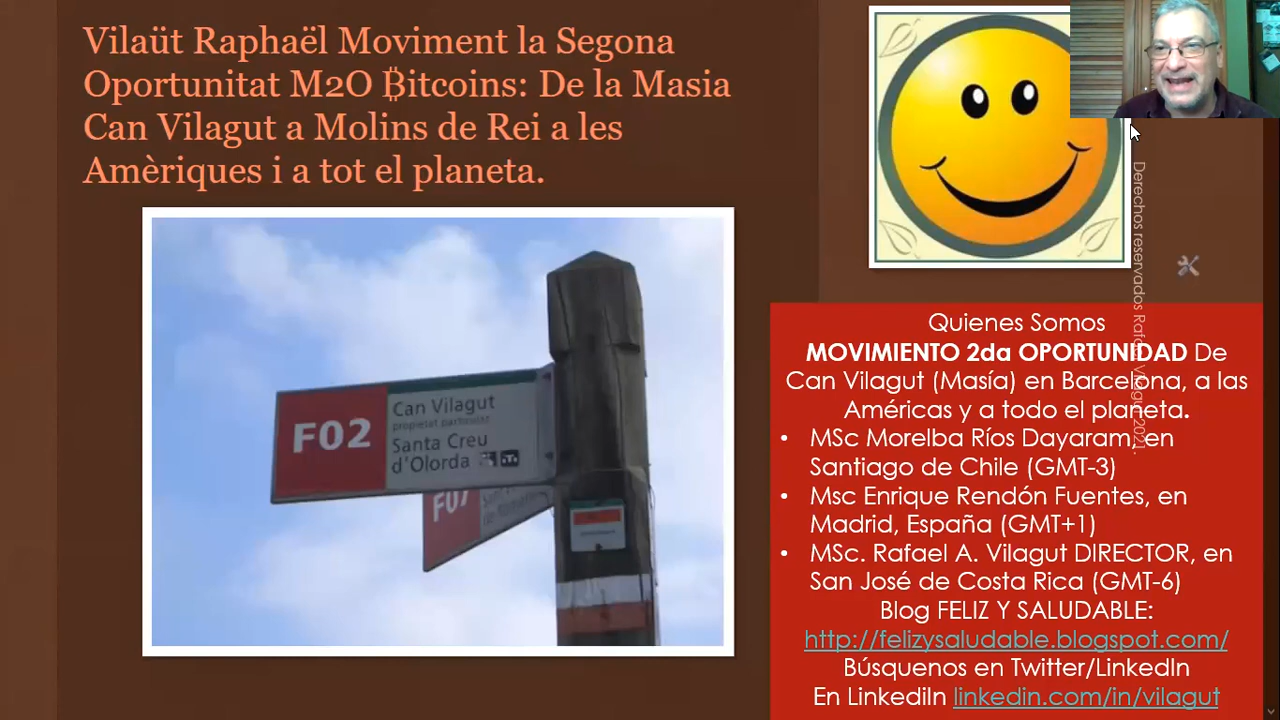 Vilaüt Raphaël Moviment la Segona
Oportunitat M2O ₿itcoins: De la Masia
Can Vilagut a Molins de Rei a les
Amèriques i a tot el planeta.
F02
Can Vilagut
propietat particular
Santa Creu
d'Olorda
F07
Quienes Somos
MOVIMIENTO 2da OPORTUNIDAD De
Can Vilagut (Masía) en Barcelona, a las
Américas y a todo el planeta.
• MSc Morelba Ríos Dayaram, en
Santiago de Chile (GMT-3)
• Msc Enrique Rendón Fuentes, en
Madrid, España (GMT+1)
• MSc. Rafael A. Vilagut DIRECTOR, en
San José de Costa Rica (GMT-6)
Blog FELIZ Y SALUDABLE:
http://felizysaludable.blogspot.com/
Búsquenos en Twitter/LinkedIn
En LinkediIn linkedin.com/in/vilagut
Derechos reservados Rafael Vilagut 2021.